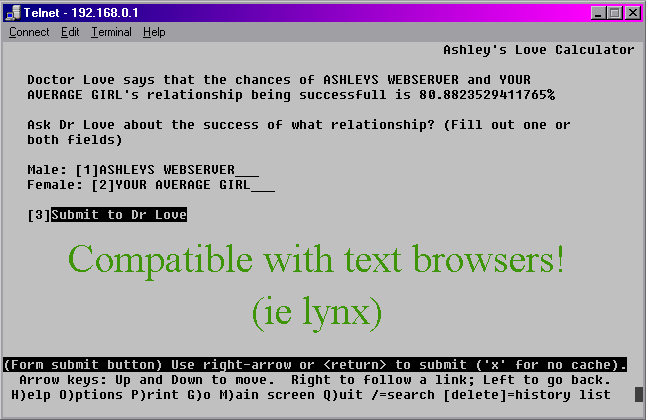 Telnet - 192.168.0.1
Connect Edit Terminal Help
Ashley's Love Calculator
Doctor Love says that the chances of ASHLEYS WEBSERVER and YOUR
AVERAGE GIRL's relationship being successfull is 80.8823529411765%
Ask Dr Love about the success of what relationship? (Fill out one or
both fields)
Male: [1]ASHLEYS WEBSERVER___
Female: [2]YOUR AVERAGE GIRL___
[3]Submit to Dr Love
Compatible with text browsers!
(ie lynx)
(Form submit button) Use right-arrow or <return> to submit ('x' for no cache).
Arrow keys: Up and Down to move. Right to follow a link; Left to go back.
H)elp O)ptions P)rint G)o M)ain screen Q)uit /=search [delete]=history list